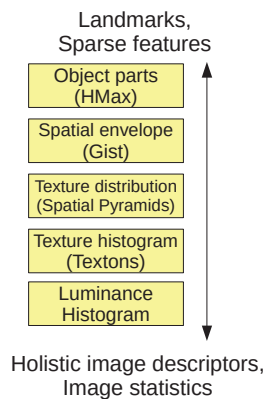 Landmarks,
Sparse features
Object parts
(HMax)
Spatial envelope
(Gist)
Texture distribution
(Spatial Pyramids)
Texture histogram
(Textons)
Luminance
Histogram
Holistic image descriptors,
Image statistics